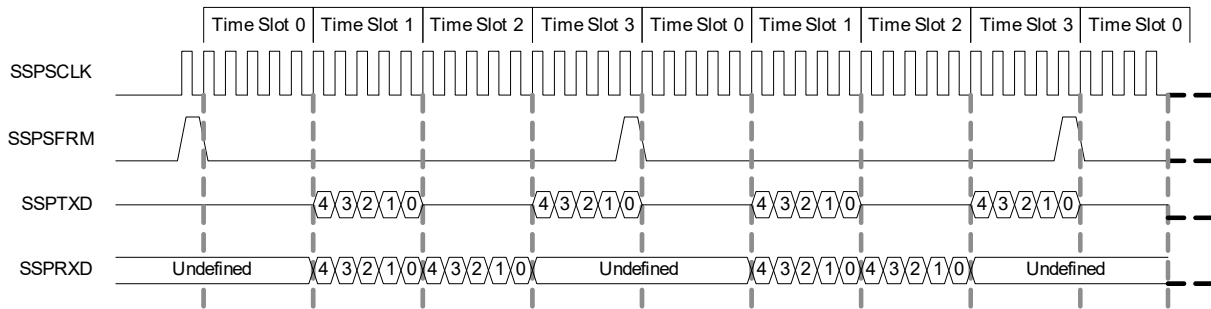 Time Slot 0 Time Slot 1 Time Slot 2 Time Slot 3 Time Slot 0 Time Slot 1 Time Slot 2 Time Slot 3 Time Slot 0
SSPSCLK
SSPSFRM
SSPTXD 4 3 2 1 0 4 3 2 1 0 4 3 2 1 0 4 3 2 1 0
SSPRXD Undefined 4 3 2 1 0 4 3 2 1 0 Undefined 4 3 2 1 0 4 3 2 1 0 Undefined